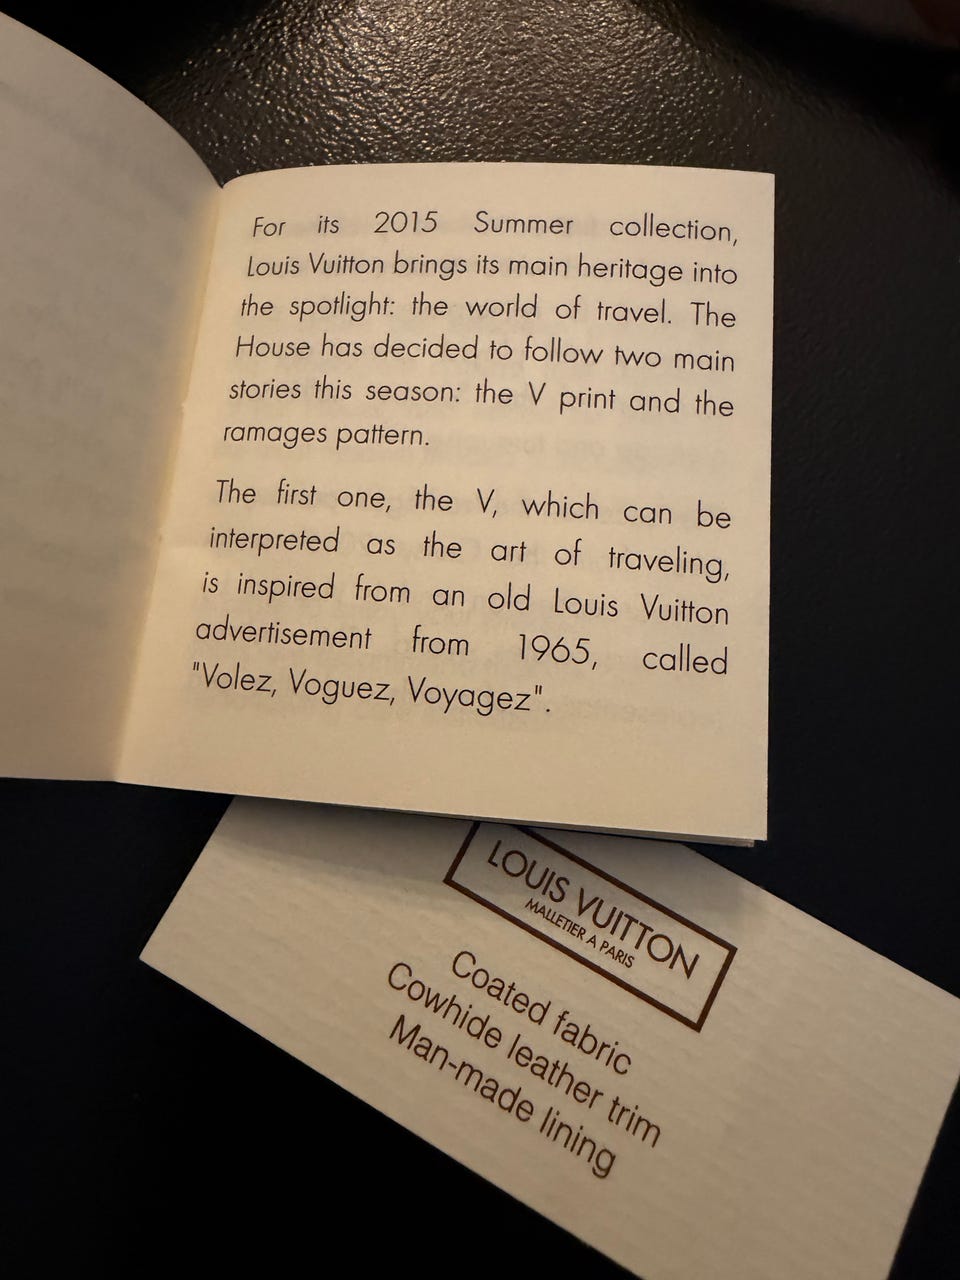 For its 2015 Summer collection,
Louis Vuitton brings its main heritage into
the spotlight: the world of travel. The
House has decided to follow two main
stories this season: the V print and the
ramages pattern.
The first one, the V, which can be
interpreted as the art of traveling,
is inspired from an old Louis Vuitton
advertisement from 1965, called
"Volez, Voguez, Voyagez".
LOUIS VUITTON
MALLETIER A PARIS
Coated fabric
Cowhide leather trim
Man-made lining